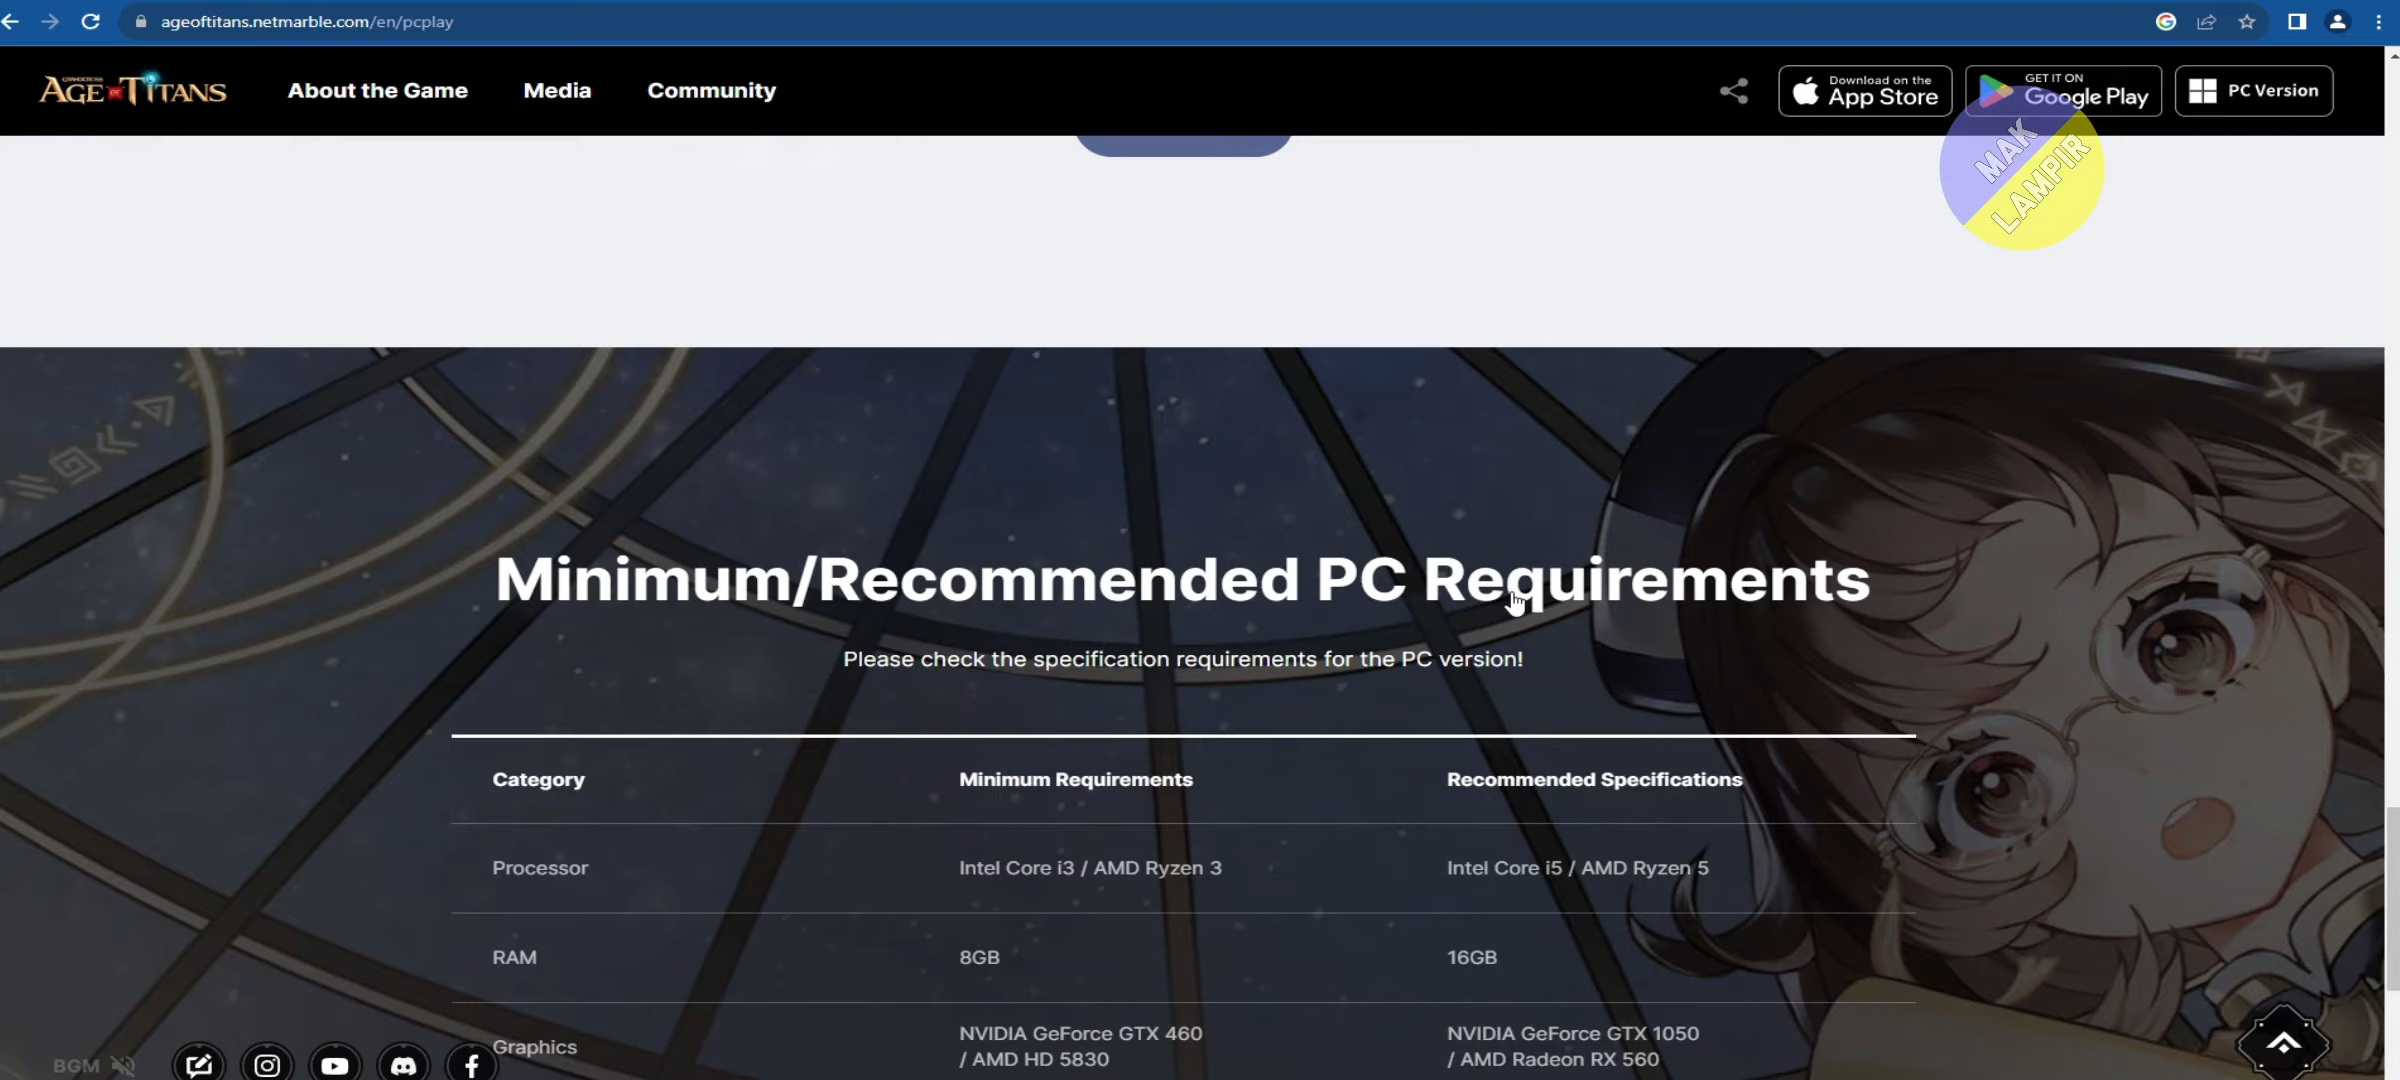 ageoftitans.netmarble.com/en/pcplay
GRANDCROSS
AGE OF TITANS
About the Game
Media
Community
Download on the
App Store
GET IT ON
Google Play
PC Version
MAK
LAMPIR
Minimum/Recommended PC Requirements
Please check the specification requirements for the PC version!
Category Minimum Requirements Recommended Specifications
Processor Intel Core i3 / AMD Ryzen 3 Intel Core i5 / AMD Ryzen 5
RAM 8GB 16GB
Graphics NVIDIA GeForce GTX 460 NVIDIA GeForce GTX 1050
/ AMD HD 5830 / AMD Radeon RX 560
BGM